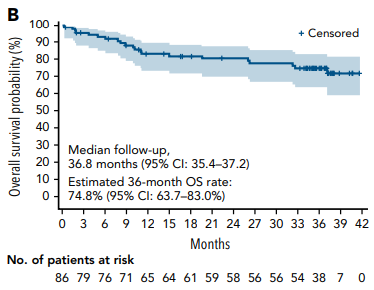 B
+ Censored
Overall survival probability (%)
100
90
80
70
60
50
40
30
20
10
0
Median follow-up,
36.8 months (95% CI: 35.4–37.2)
Estimated 36-month OS rate:
74.8% (95% CI: 63.7–83.0%)
0 3 6 9 12 15 18 21 24 27 30 33 36 39 42
Months
No. of patients at risk
86 79 76 71 65 64 61 59 58 56 56 54 38 7 0